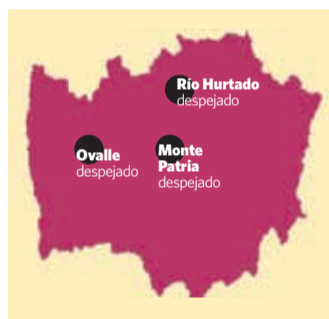 Río Hurtado
despejado
Ovalle
despejado
Monte
Patria
despejado